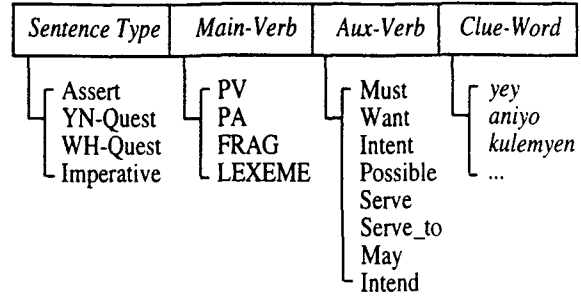 Sentence Type Main-Verb Aux-Verb Clue-Word
Assert PV Must yey
YN-Quest PA Want aniyo
WH-Quest FRAG Intent kulemyen
Imperative LEXEME Possible ...
Serve
Serve_to
May
Intend